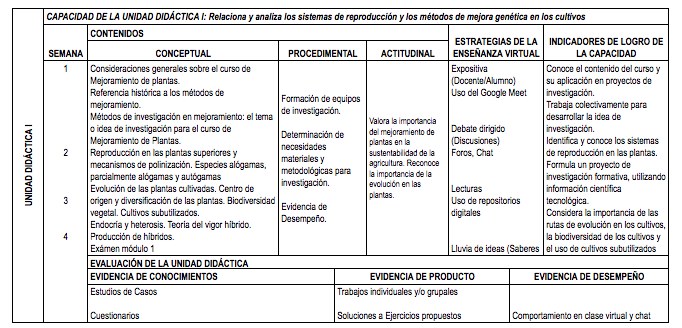 CAPACIDAD DE LA UNIDAD DIDÁCTICA I: Relaciona y analiza los sistemas de reproducción y los métodos de mejora genética en los cultivos
UNIDAD DIDÁCTICA I
SEMANA
CONTENIDOS
CONCEPTUAL
PROCEDIMENTAL
ACTITUDINAL
ESTRATEGIAS DE LA
ENSEÑANZA VIRTUAL
INDICADORES DE LOGRO DE
LA CAPACIDAD
1
2
3
4
Consideraciones generales sobre el curso de
Mejoramiento de plantas.
Referencia histórica a los métodos de
mejoramiento.
Métodos de investigación en mejoramiento: el tema
o idea de investigación para el curso de
Mejoramiento de Plantas.
Reproducción en las plantas superiores y
mecanismos de polinización. Especies alógamas,
parcialmente alógamas y autógamas
Evolución de las plantas cultivadas. Centro de
origen y diversificación de las plantas. Biodiversidad
vegetal. Cultivos subutilizados.
Endocría y heterosis. Teoría del vigor híbrido.
Producción de híbridos.
Exámen módulo 1
Formación de equipos
de investigación.
Determinación de
necesidades
materiales y
metodológicas para
investigación.
Evidencia de
Desempeño.
Valora la importancia
del mejoramiento de
plantas en la
sustentabilidad de la
agricultura. Reconoce
la importancia de la
evolución en las
plantas.
Expositiva
(Docente/Alumno)
Uso del Google Meet
Debate dirigido
(Discusiones)
Foros, Chat
Lecturas
Uso de repositorios
digitales
Lluvia de ideas (Saberes
Conoce el contenido del curso y
su aplicación en proyectos de
investigación.
Trabaja colectivamente para
desarrollar la idea de
investigación.
Identifica y conoce los sistemas
de reproducción en las plantas.
Formula un proyecto de
investigación formativa, utilizando
información científica
tecnológica.
Considera la importancia de las
rutas de evolución en los cultivos,
la biodiversidad de los cultivos y
el uso de cultivos subutilizados
EVALUACIÓN DE LA UNIDAD DIDÁCTICA
EVIDENCIA DE CONOCIMIENTOS
EVIDENCIA DE PRODUCTO
EVIDENCIA DE DESEMPEÑO
Estudios de Casos
Cuestionarios
Trabajos individuales y/o grupales
Soluciones a Ejercicios propuestos
Comportamiento en clase virtual y chat